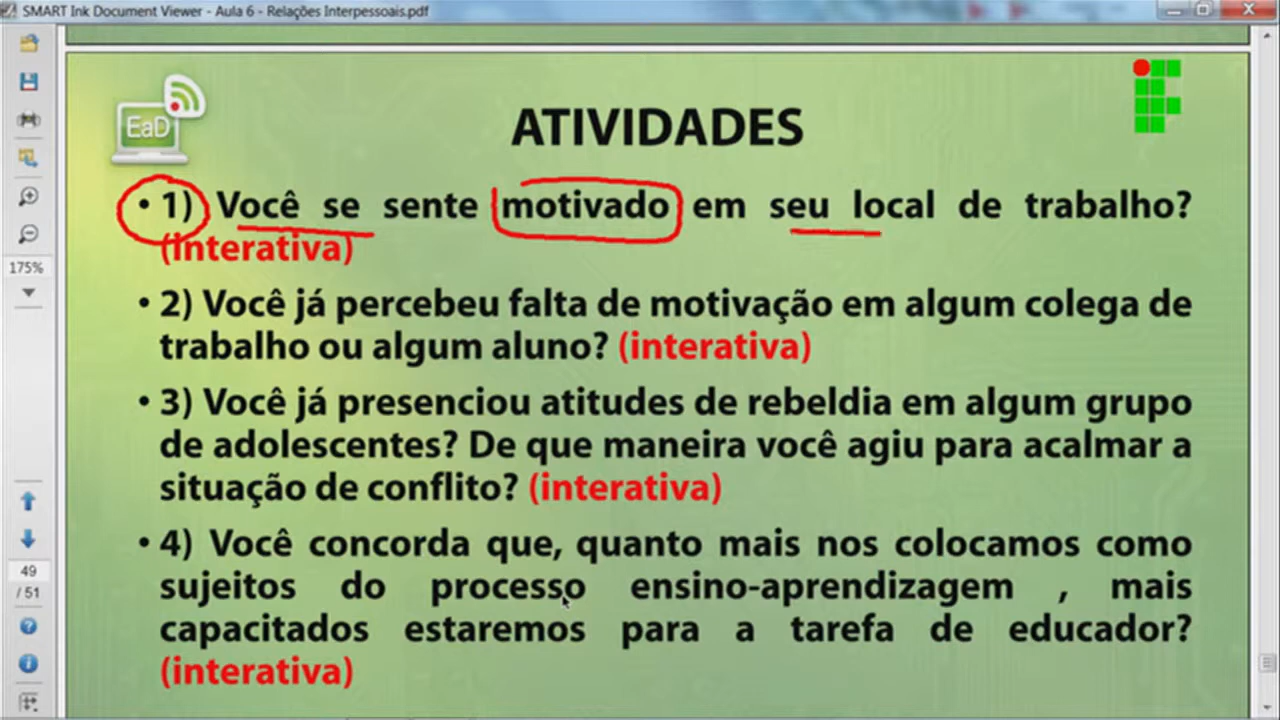 SMART Ink Document Viewer - Aula 6 - Relações Interpessoais.pdf
EaD
ATIVIDADES
• 1) Você se sente motivado em seu local de trabalho?
(interativa)
• 2) Você já percebeu falta de motivação em algum colega de
trabalho ou algum aluno? (interativa)
• 3) Você já presenciou atitudes de rebeldia em algum grupo
de adolescentes? De que maneira você agiu para acalmar a
situação de conflito? (interativa)
• 4) Você concorda que, quanto mais nos colocamos como
sujeitos do processo ensino-aprendizagem , mais
capacitados estaremos para a tarefa de educador?
(interativa)
175%
49
/ 51